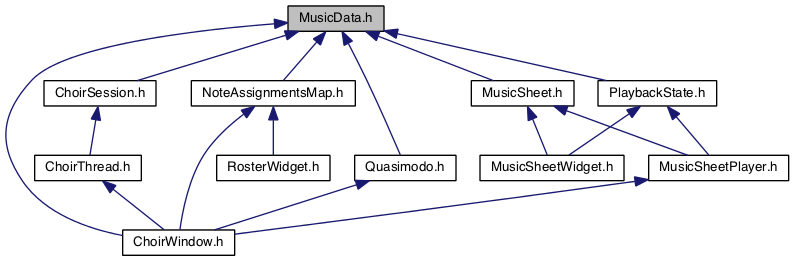 MusicData.h
ChoirSession.h
NoteAssignmentsMap.h
MusicSheet.h
PlaybackState.h
ChoirThread.h
RosterWidget.h
Quasimodo.h
MusicSheetWidget.h
MusicSheetPlayer.h
ChoirWindow.h